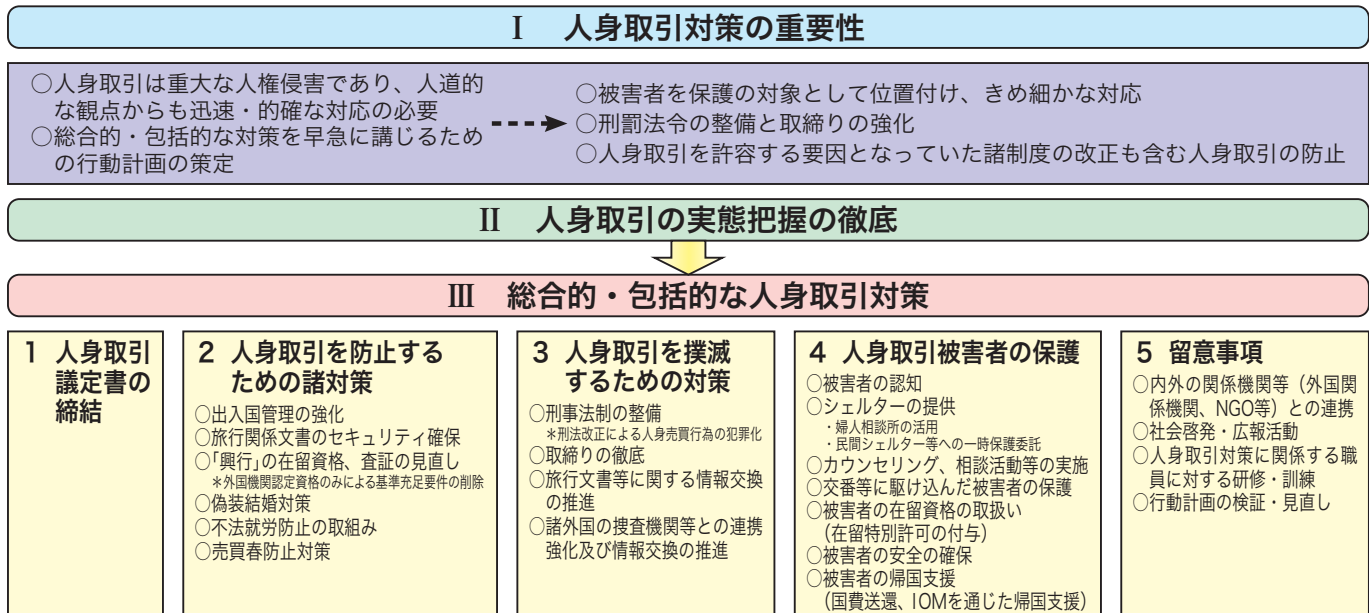 Ⅰ 人身取引対策の重要性
○人身取引は重大な人権侵害であり、人道的
な観点からも迅速・的確な対応の必要
○総合的・包括的な対策を早急に講じるため
の行動計画の策定
○被害者を保護の対象として位置付け、きめ細かな対応
○刑罰法令の整備と取締りの強化
○人身取引を許容する要因となっていた諸制度の改正も含む人身取引の防止
Ⅱ 人身取引の実態把握の徹底
Ⅲ 総合的・包括的な人身取引対策
1 人身取引
議定書の
締結
2 人身取引を防止する
ための諸対策
○出入国管理の強化
○旅行関係文書のセキュリティ確保
○「興行」の在留資格、査証の見直し
＊外国機関認定資格のみによる基準充足要件の削除
○偽装結婚対策
○不法就労防止の取組み
○売買春防止対策
3 人身取引を撲滅
するための対策
○刑事法制の整備
＊刑法改正による人身売買行為の犯罪化
○取締りの徹底
○旅行文書等に関する情報交換
の推進
○諸外国の捜査機関等との連携
強化及び情報交換の推進
4 人身取引被害者の保護
○被害者の認知
○シェルターの提供
・婦人相談所の活用
・民間シェルター等への一時保護委託
○カウンセリング、相談活動等の実施
○交番等に駆け込んだ被害者の保護
○被害者の在留資格の取扱い
（在留特別許可の付与）
○被害者の安全の確保
○被害者の帰国支援
（国費送還、IOMを通じた帰国支援）
5 留意事項
○内外の関係機関等（外国関
係機関、NGO等）との連携
○社会啓発・広報活動
○人身取引対策に関係する職
員に対する研修・訓練
○行動計画の検証・見直し